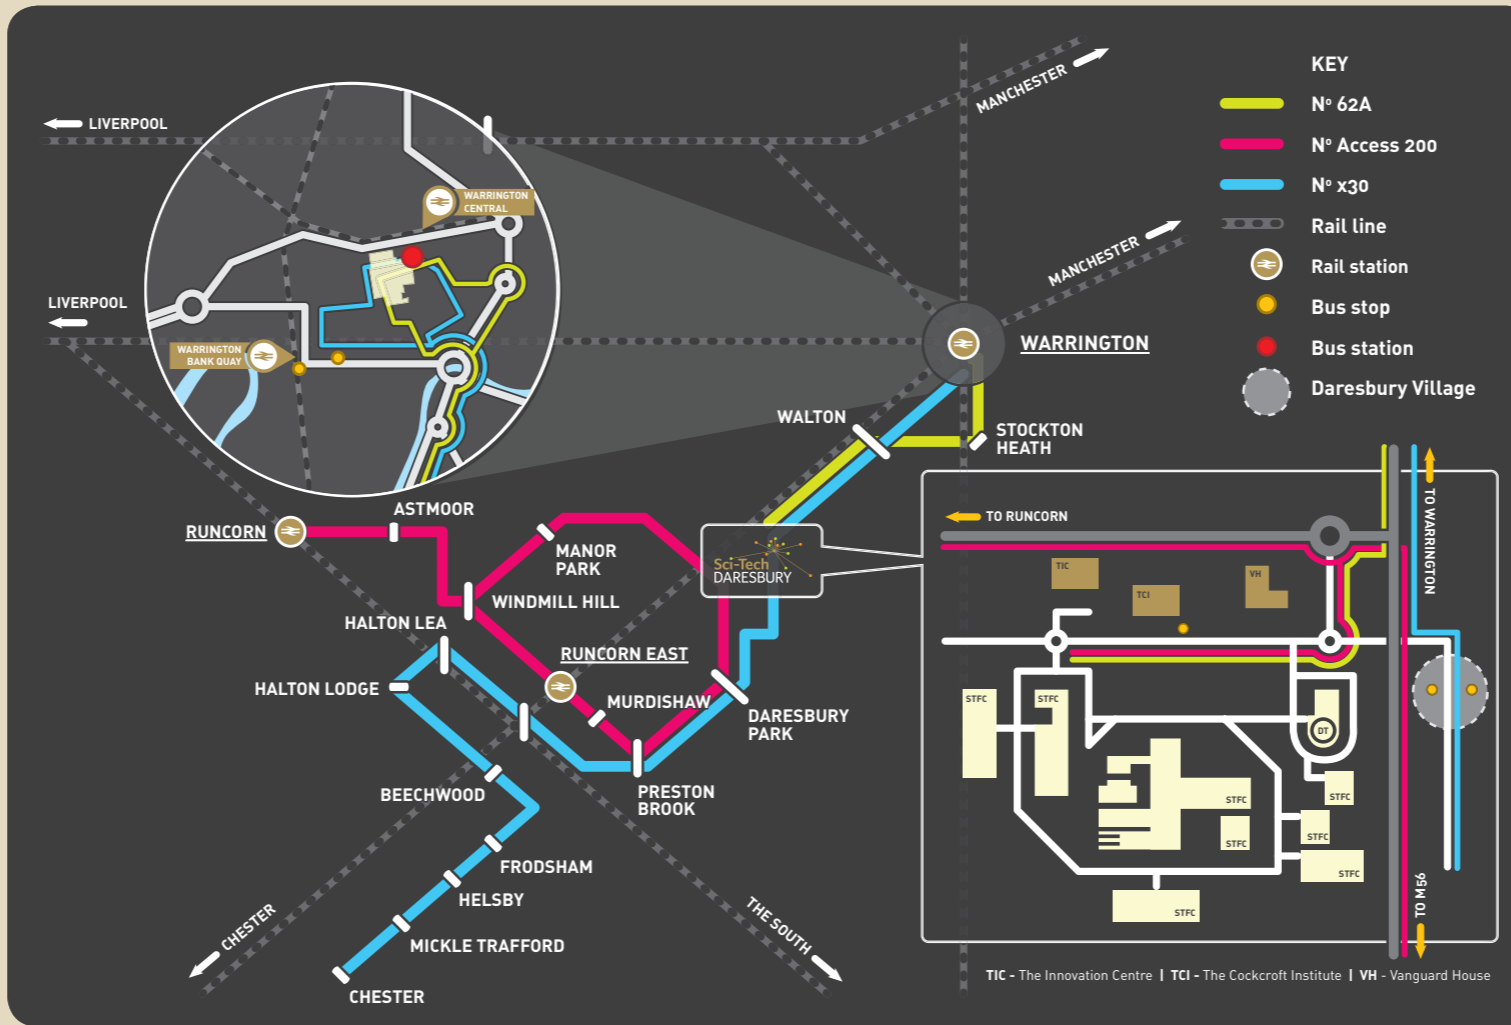 KEY
Nº 62A
Nº Access 200
Nº x30
Rail line
Rail station
Bus stop
Bus station
Daresbury Village
MANCHESTER
MANCHESTER
LIVERPOOL
LIVERPOOL
WARRINGTON
CENTRAL
WARRINGTON
BANK QUAY
WARRINGTON
WALTON
STOCKTON
HEATH
ASTMOOR
RUNCORN
MANOR
PARK
Sci-Tech
DARESBURY
WINDMILL HILL
HALTON LEA
RUNCORN EAST
HALTON LODGE
MURDISHAW
DARESBURY
PARK
BEECHWOOD
PRESTON
BROOK
FRODSHAM
HELSBY
MICKLE TRAFFORD
CHESTER
CHESTER
THE SOUTH
TO RUNCORN
TO WARRINGTON
TIC
TCI
VH
STFC
STFC
DT
STFC
STFC
STFC
STFC
STFC
STFC
TO M56
TIC - The Innovation Centre | TCI - The Cockcroft Institute | VH - Vanguard House